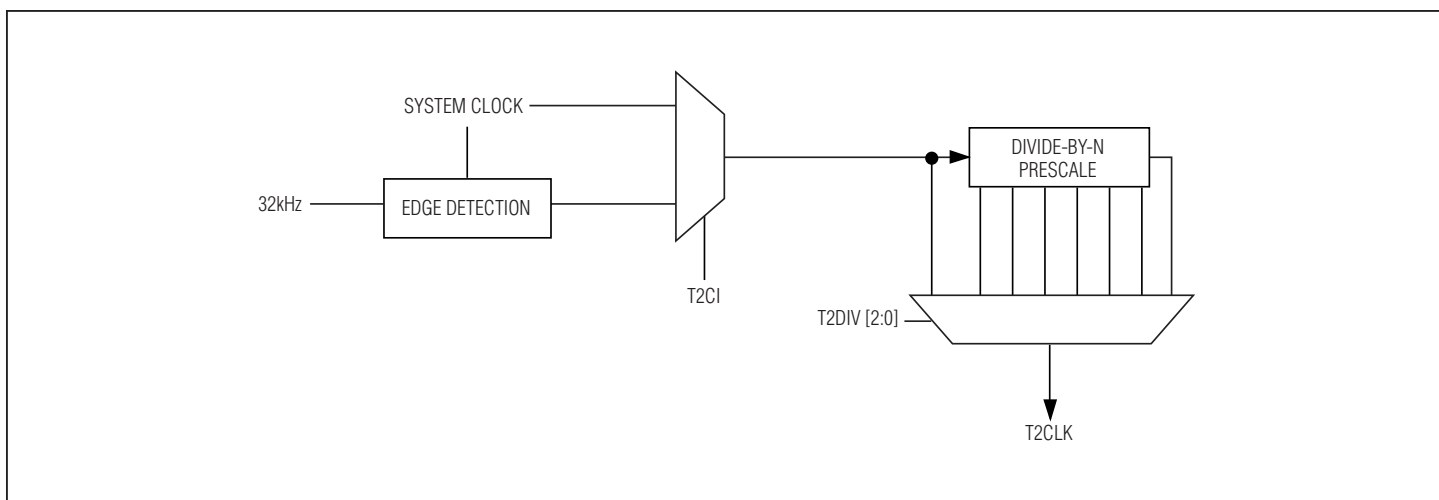 SYSTEM CLOCK
DIVIDE-BY-N
PRESCALE
32kHz
EDGE DETECTION
T2CI
T2DIV [2:0]
T2CLK